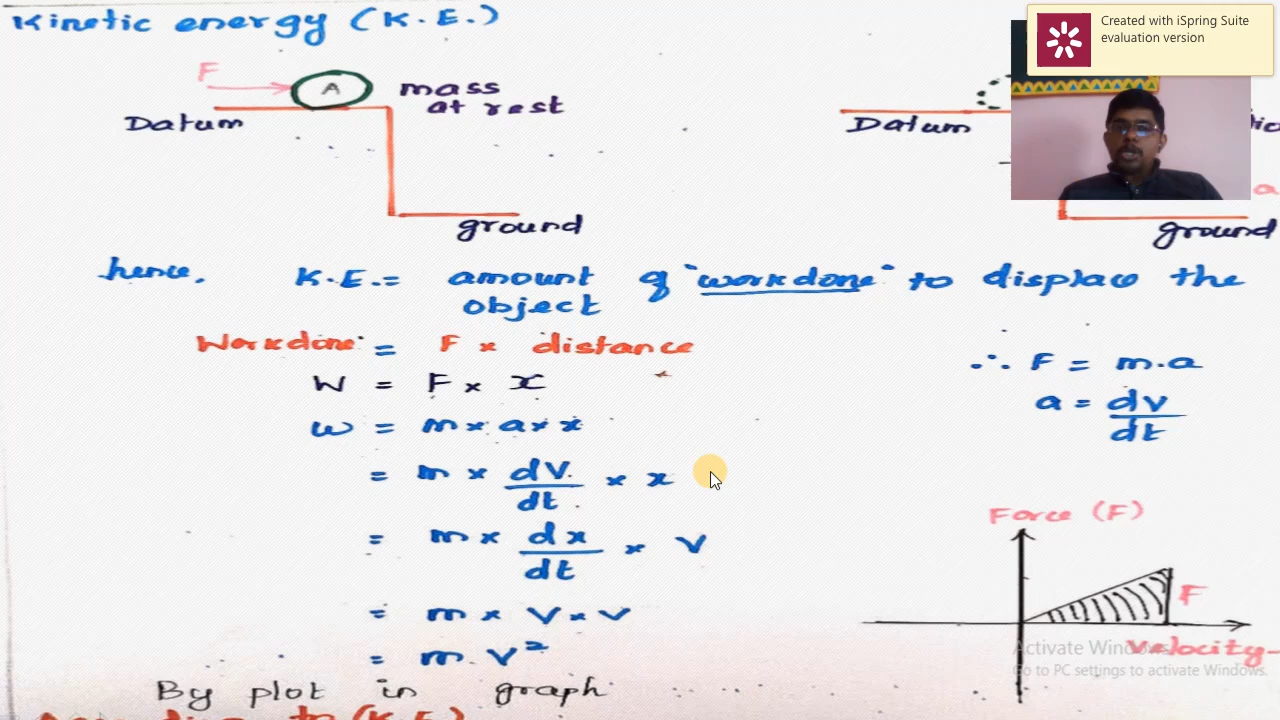 Kinetic energy (K.E.)
Created with iSpring Suite
evaluation version
F
A
mass
at rest
Datum
ground
Datum
ground
hence, K.E. = amount of "workdone" to displace the
object
Workdone = F x distance
W = F x x
W = m x a x x
= m x dV/dt x x
= m x dx/dt x V
= m x V x V
= m. V²
∴ F = m.a
a = dV/dt
Force (F)
F
Velocity
Activate Windows
Go to PC settings to activate Windows.
By plot in graph
to (K.E)